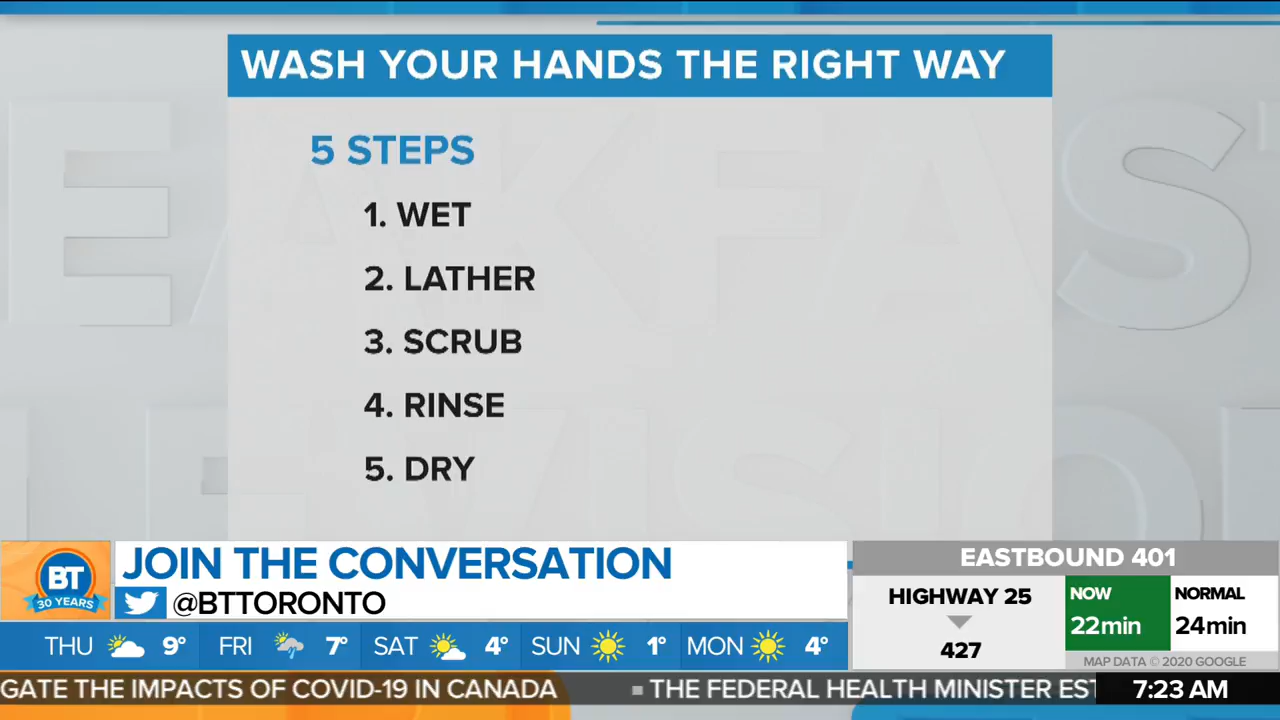 WASH YOUR HANDS THE RIGHT WAY
5 STEPS
1. WET
2. LATHER
3. SCRUB
4. RINSE
5. DRY
BT
30 YEARS
JOIN THE CONVERSATION
@BTTORONTO
EASTBOUND 401
HIGHWAY 25
427
NOW
22min
NORMAL
24min
MAP DATA © 2020 GOOGLE
THU 9° FRI 7° SAT 4° SUN 1° MON 4°
GATE THE IMPACTS OF COVID-19 IN CANADA ▪ THE FEDERAL HEALTH MINISTER EST
7:23 AM